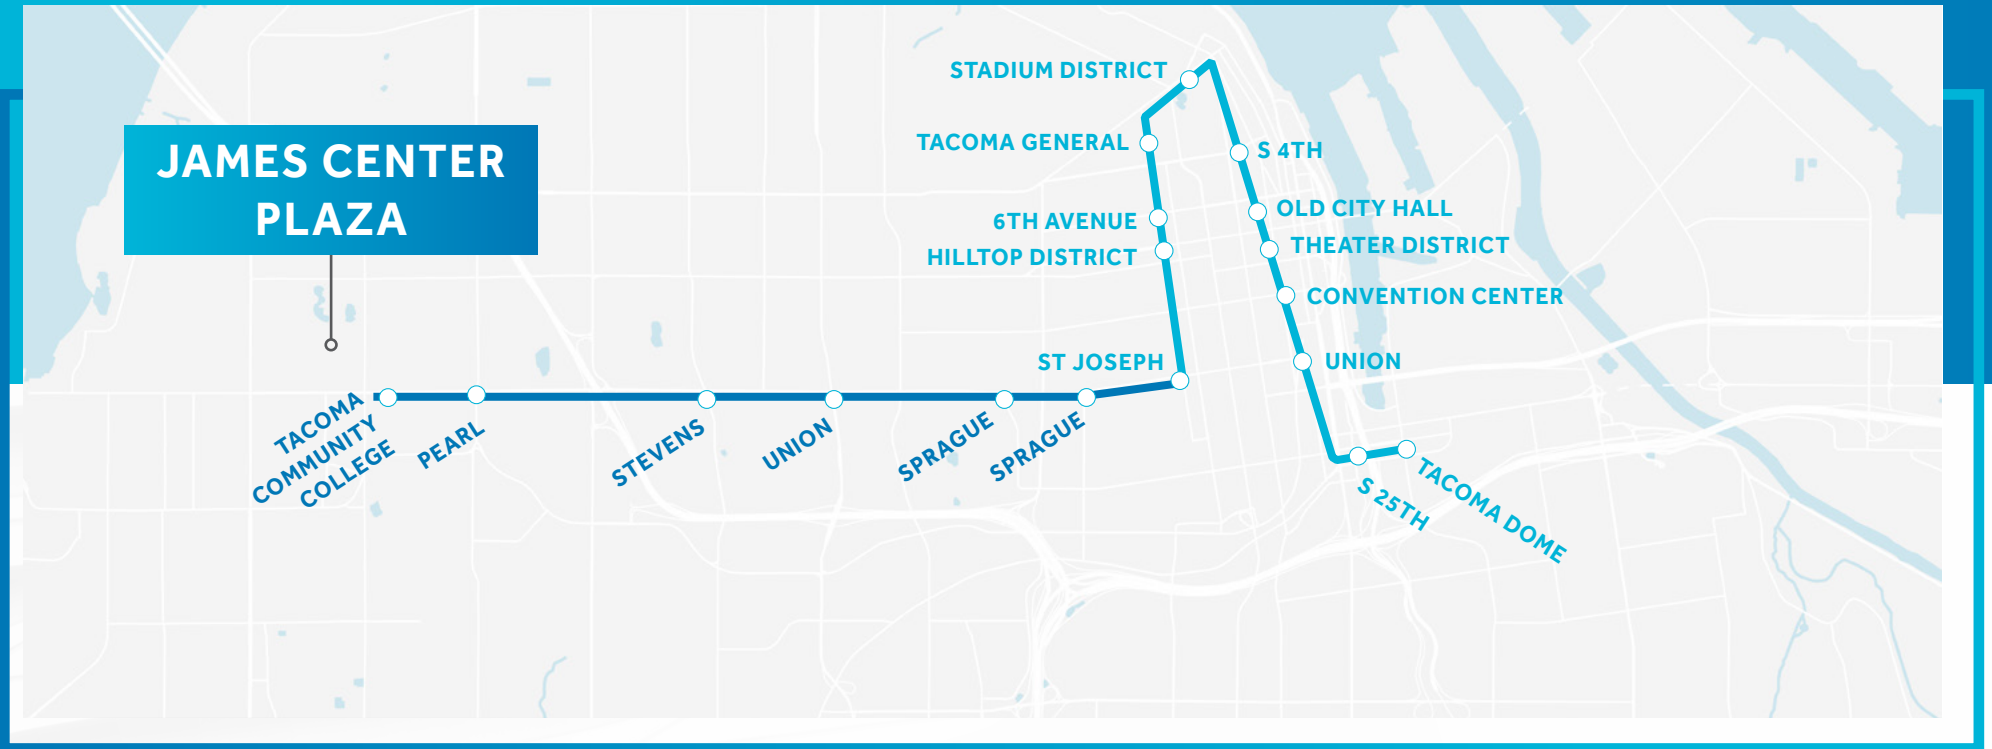 STADIUM DISTRICT
TACOMA GENERAL
S 4TH
JAMES CENTER
PLAZA
6TH AVENUE
OLD CITY HALL
HILLTOP DISTRICT
THEATER DISTRICT
CONVENTION CENTER
ST JOSEPH
UNION
TACOMA
COMMUNITY
COLLEGE
PEARL
STEVENS
UNION
SPRAGUE
SPRAGUE
S 25TH
TACOMA DOME